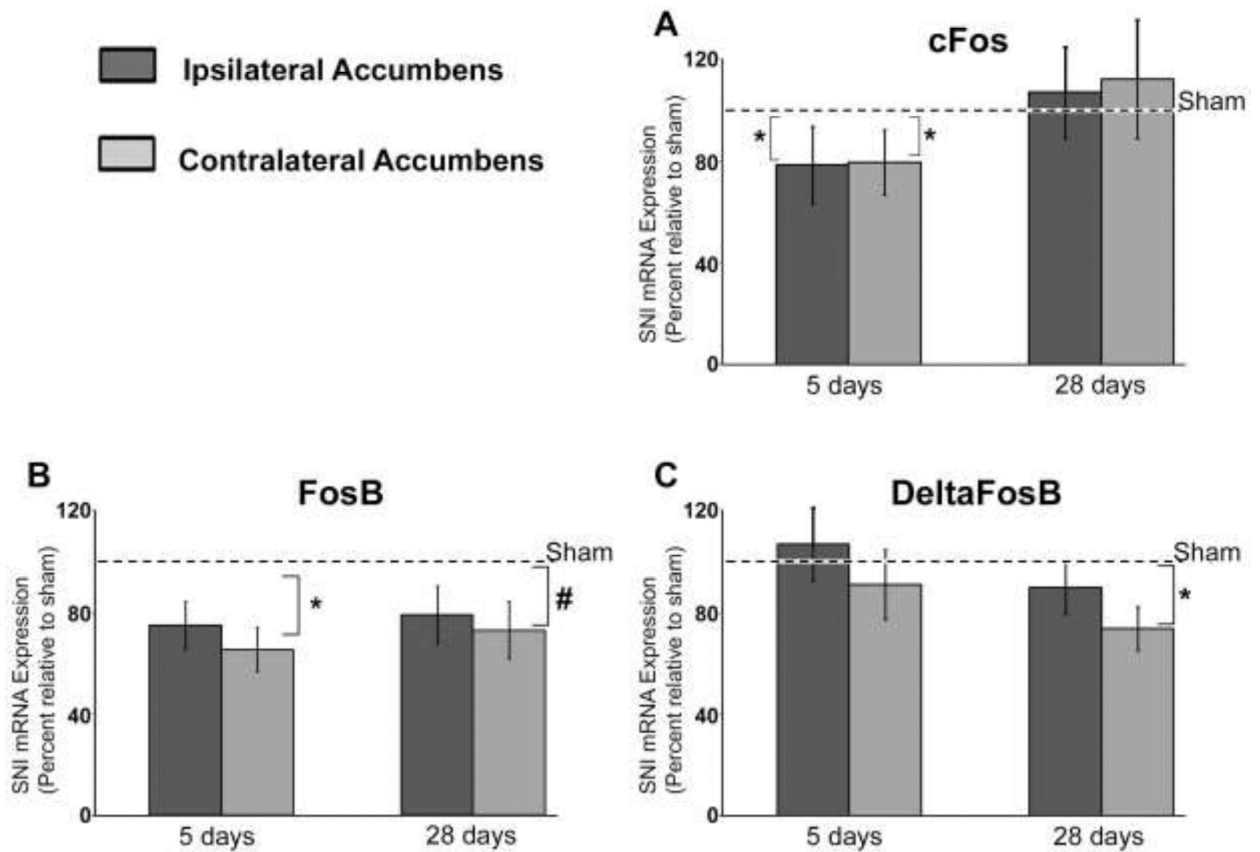 Ipsilateral Accumbens
Contralateral Accumbens
A
cFos
SNI mRNA Expression
(Percent relative to sham)
120
80
40
0
Sham
*
*
5 days
28 days
B
FosB
SNI mRNA Expression
(Percent relative to sham)
120
80
40
0
Sham
*
#
5 days
28 days
C
DeltaFosB
SNI mRNA Expression
(Percent relative to sham)
120
80
40
0
Sham
*
5 days
28 days